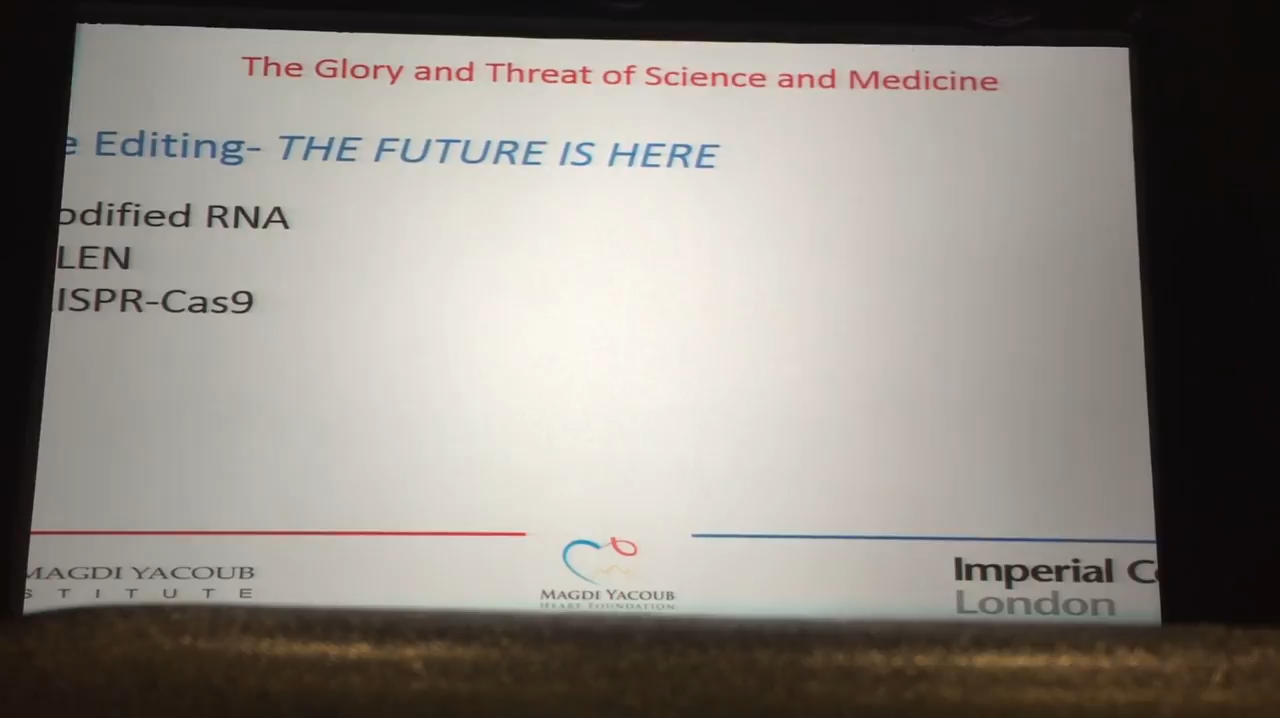 The Glory and Threat of Science and Medicine
e Editing- THE FUTURE IS HERE
odified RNA
LEN
ISPR-Cas9
MAGDI YACOUB
S T I T U T E
MAGDI YACOUB
HEART FOUNDATION
Imperial C
London